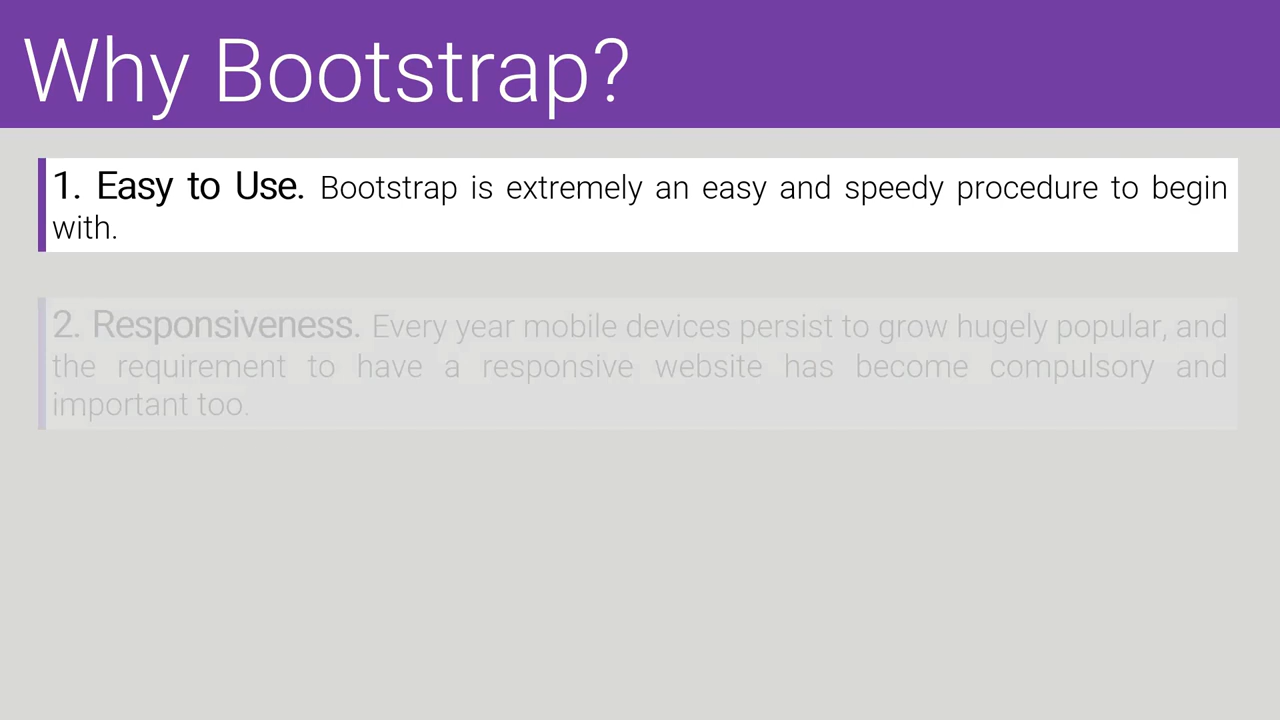 Why Bootstrap?
1. Easy to Use. Bootstrap is extremely an easy and speedy procedure to begin
with.
2. Responsiveness. Every year mobile devices persist to grow hugely popular, and
the requirement to have a responsive website has become compulsory and
important too.